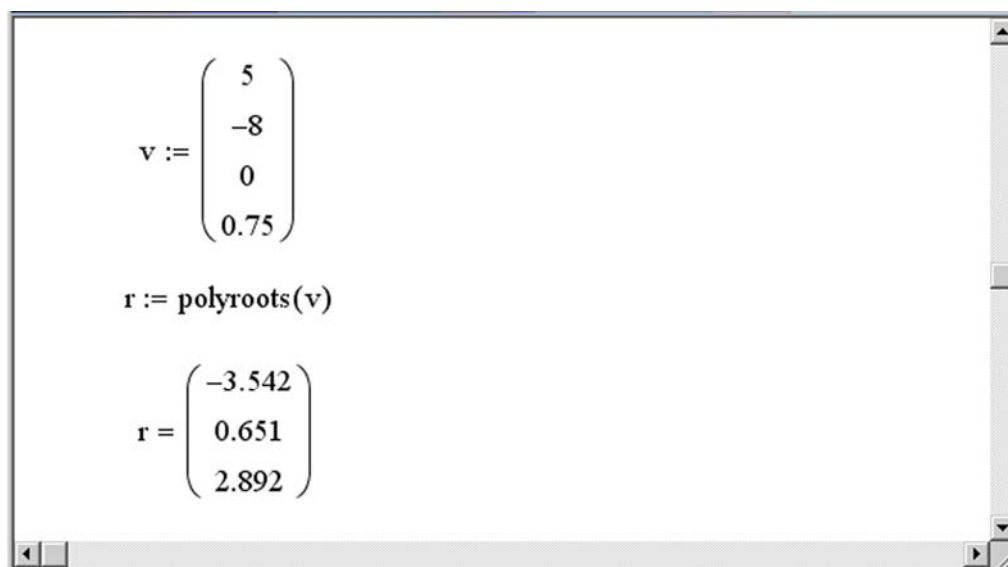 v := ( 5
−8
0
0.75 )
r := polyroots(v)
r = ( −3.542
0.651
2.892 )